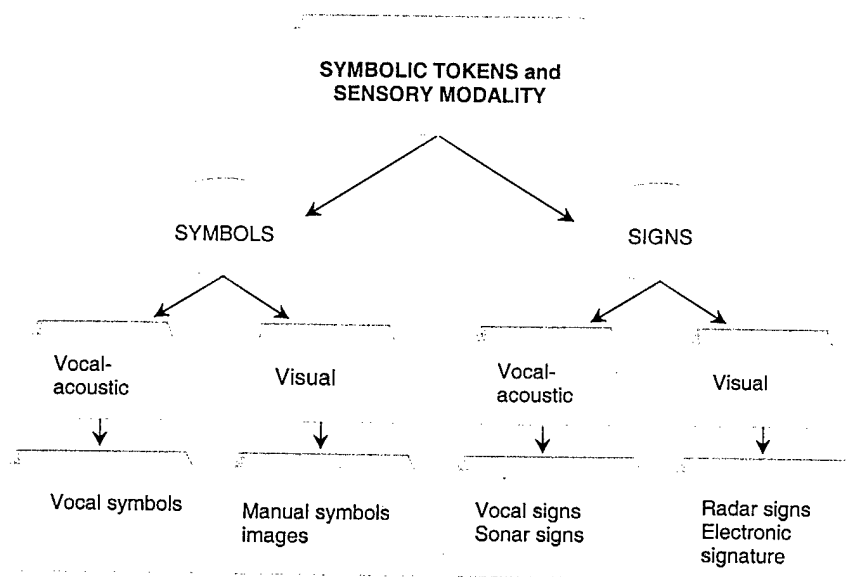 SYMBOLIC TOKENS and
SENSORY MODALITY
SYMBOLS
SIGNS
Vocal-
acoustic
Visual
Vocal-
acoustic
Visual
Vocal symbols
Manual symbols
images
Vocal signs
Sonar signs
Radar signs
Electronic
signature